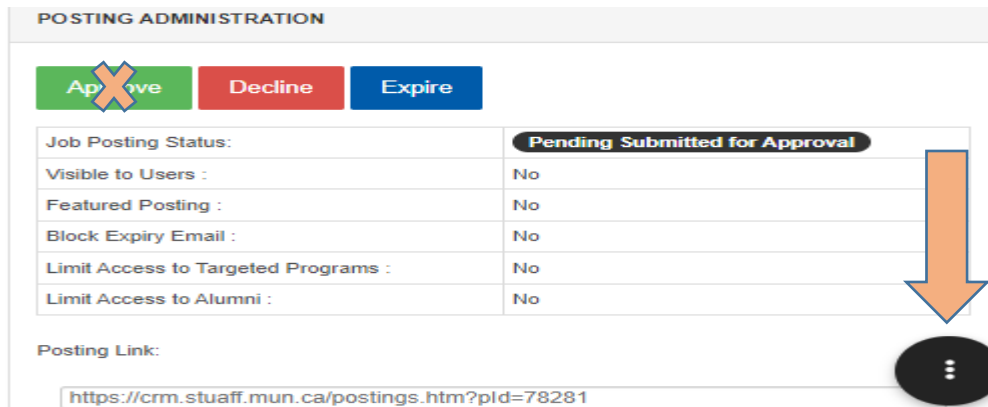 POSTING ADMINISTRATION
Decline Expire
Job Posting Status: Pending Submitted for Approval
Visible to Users : No
Featured Posting : No
Block Expiry Email : No
Limit Access to Targeted Programs : No
Limit Access to Alumni : No
Posting Link:
https://crm.stuaff.mun.ca/postings.htm?pId=78281